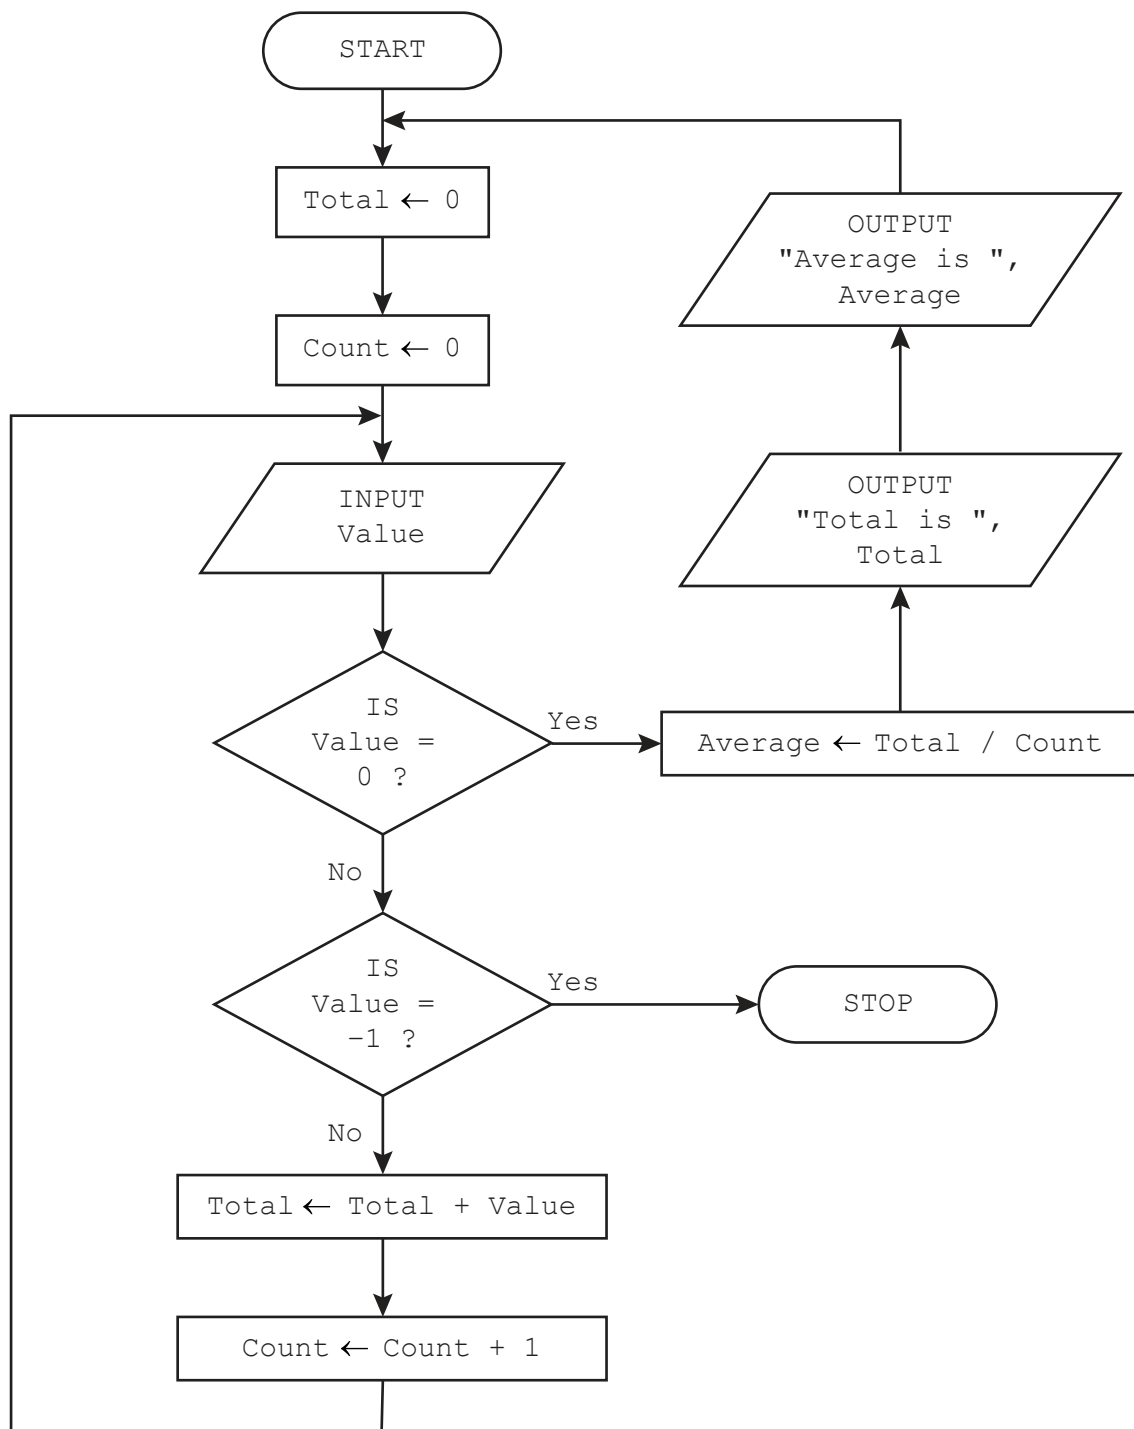 START
Total ← 0
Count ← 0
INPUT
Value
IS
Value =
0 ?
Yes
No
Average ← Total / Count
OUTPUT
"Total is ",
Total
OUTPUT
"Average is ",
Average
IS
Value =
–1 ?
Yes
STOP
No
Total ← Total + Value
Count ← Count + 1